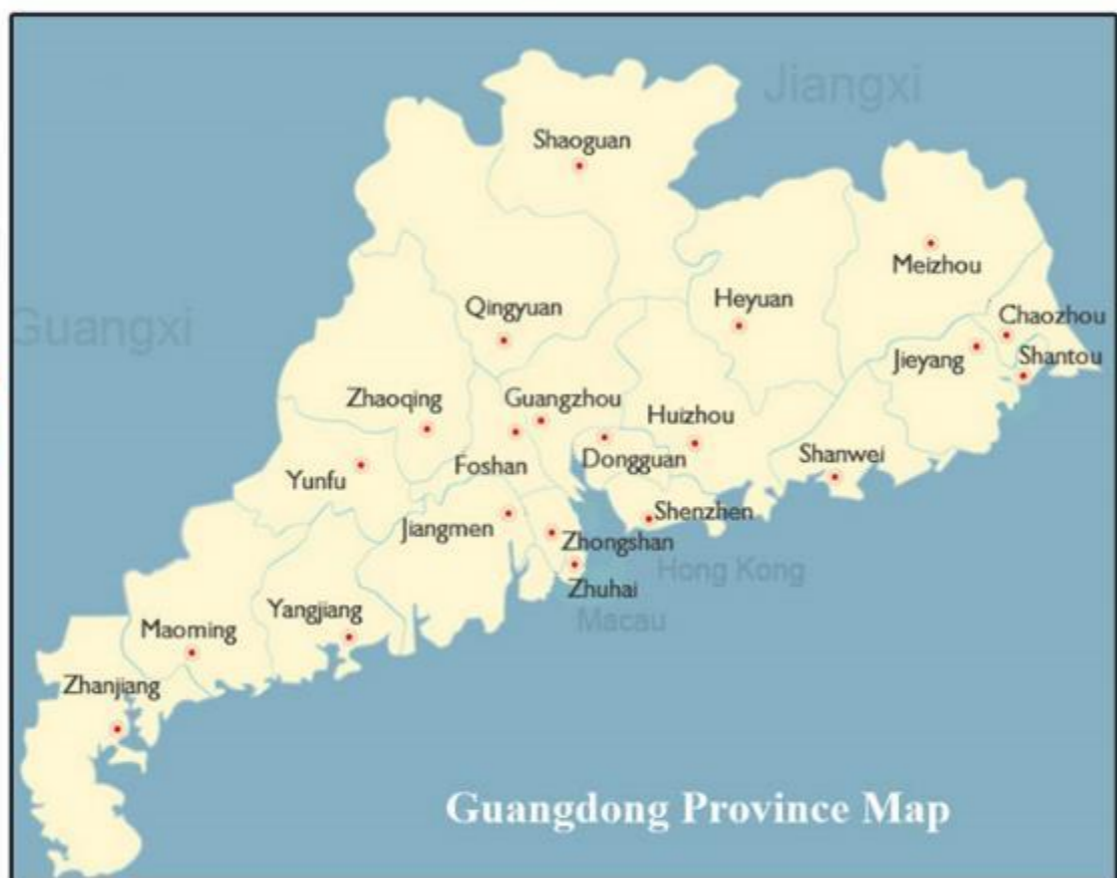 Jiangxi
Shaoguan
Meizhou
Guangxi
Qingyuan
Heyuan
Chaozhou
Jieyang
Shantou
Zhaoqing
Guangzhou
Huizhou
Foshan
Dongguan
Shanwei
Yunfu
Jiangmen
Shenzhen
Zhongshan
Hong Kong
Zhuhai
Macau
Yangjiang
Maoming
Zhanjiang
Guangdong Province Map